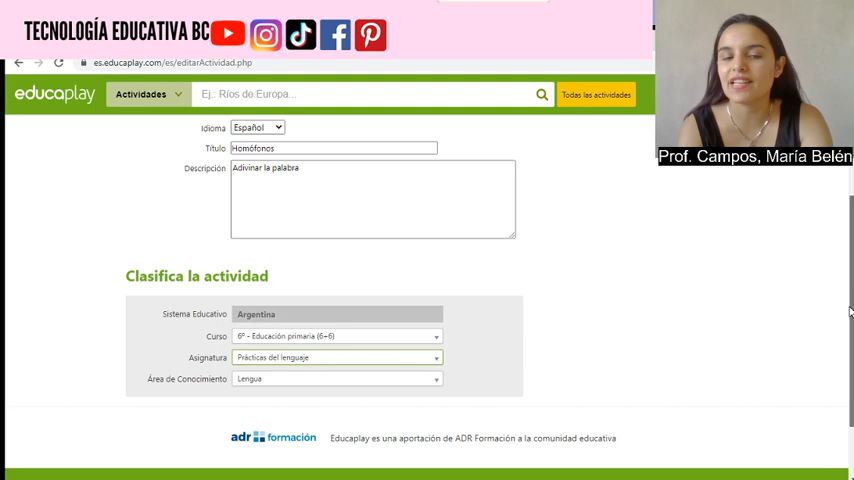 TECNOLOGÍA EDUCATIVA BC
es.educaplay.com/es/editarActividad.php
educaplay
Actividades
Ej.: Ríos de Europa...
Todas las actividades
Prof. Campos, María Belén
Idioma Español
Título Homófonos
Descripción Adivinar la palabra
Clasifica la actividad
Sistema Educativo Argentina
Curso 6º - Educación primaria (6-6)
Asignatura Prácticas del lenguaje
Área de Conocimiento Lengua
adr formación Educaplay es una aportación de ADR Formación a la comunidad educativa